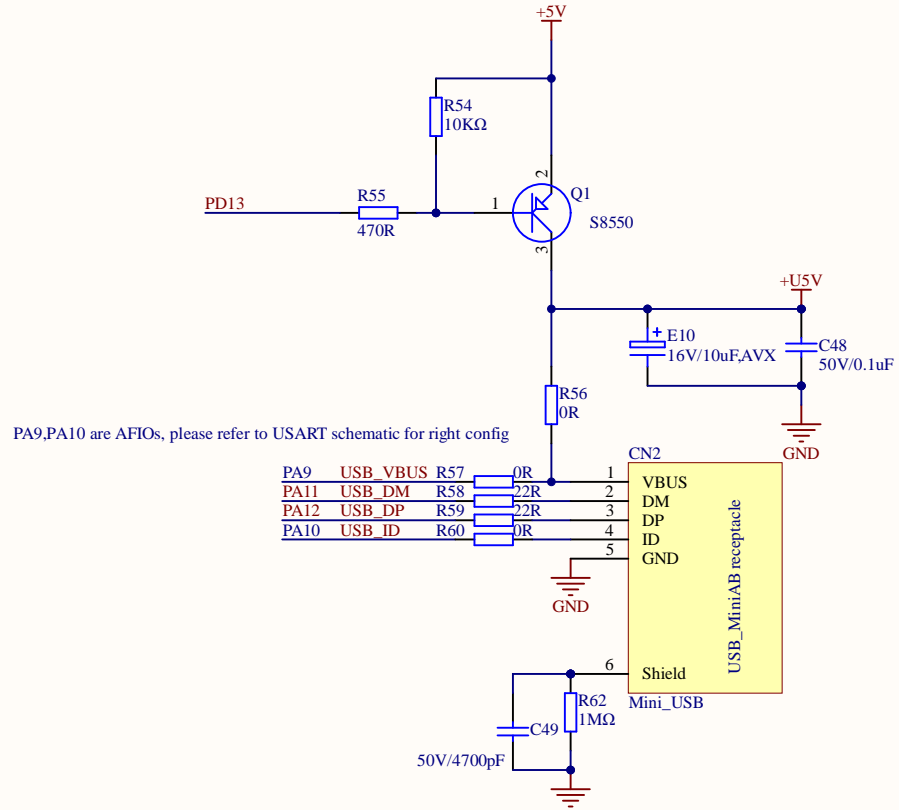 +5V
R54
10KΩ
2
Q1
PD13
R55
1
470R
S8550
3
+U5V
E10
+
16V/10uF,AVX
C48
50V/0.1uF
R56
0R
PA9,PA10 are AFIOs, please refer to USART schematic for right config
GND
CN2
PA9 USB_VBUS R57 0R 1 VBUS
PA11 USB_DM R58 22R 2 DM
PA12 USB_DP R59 22R 3 DP
PA10 USB_ID R60 0R 4 ID
5 GND
GND
USB_MiniAB receptacle
6 Shield
Mini_USB
R62
1MΩ
C49
50V/4700pF